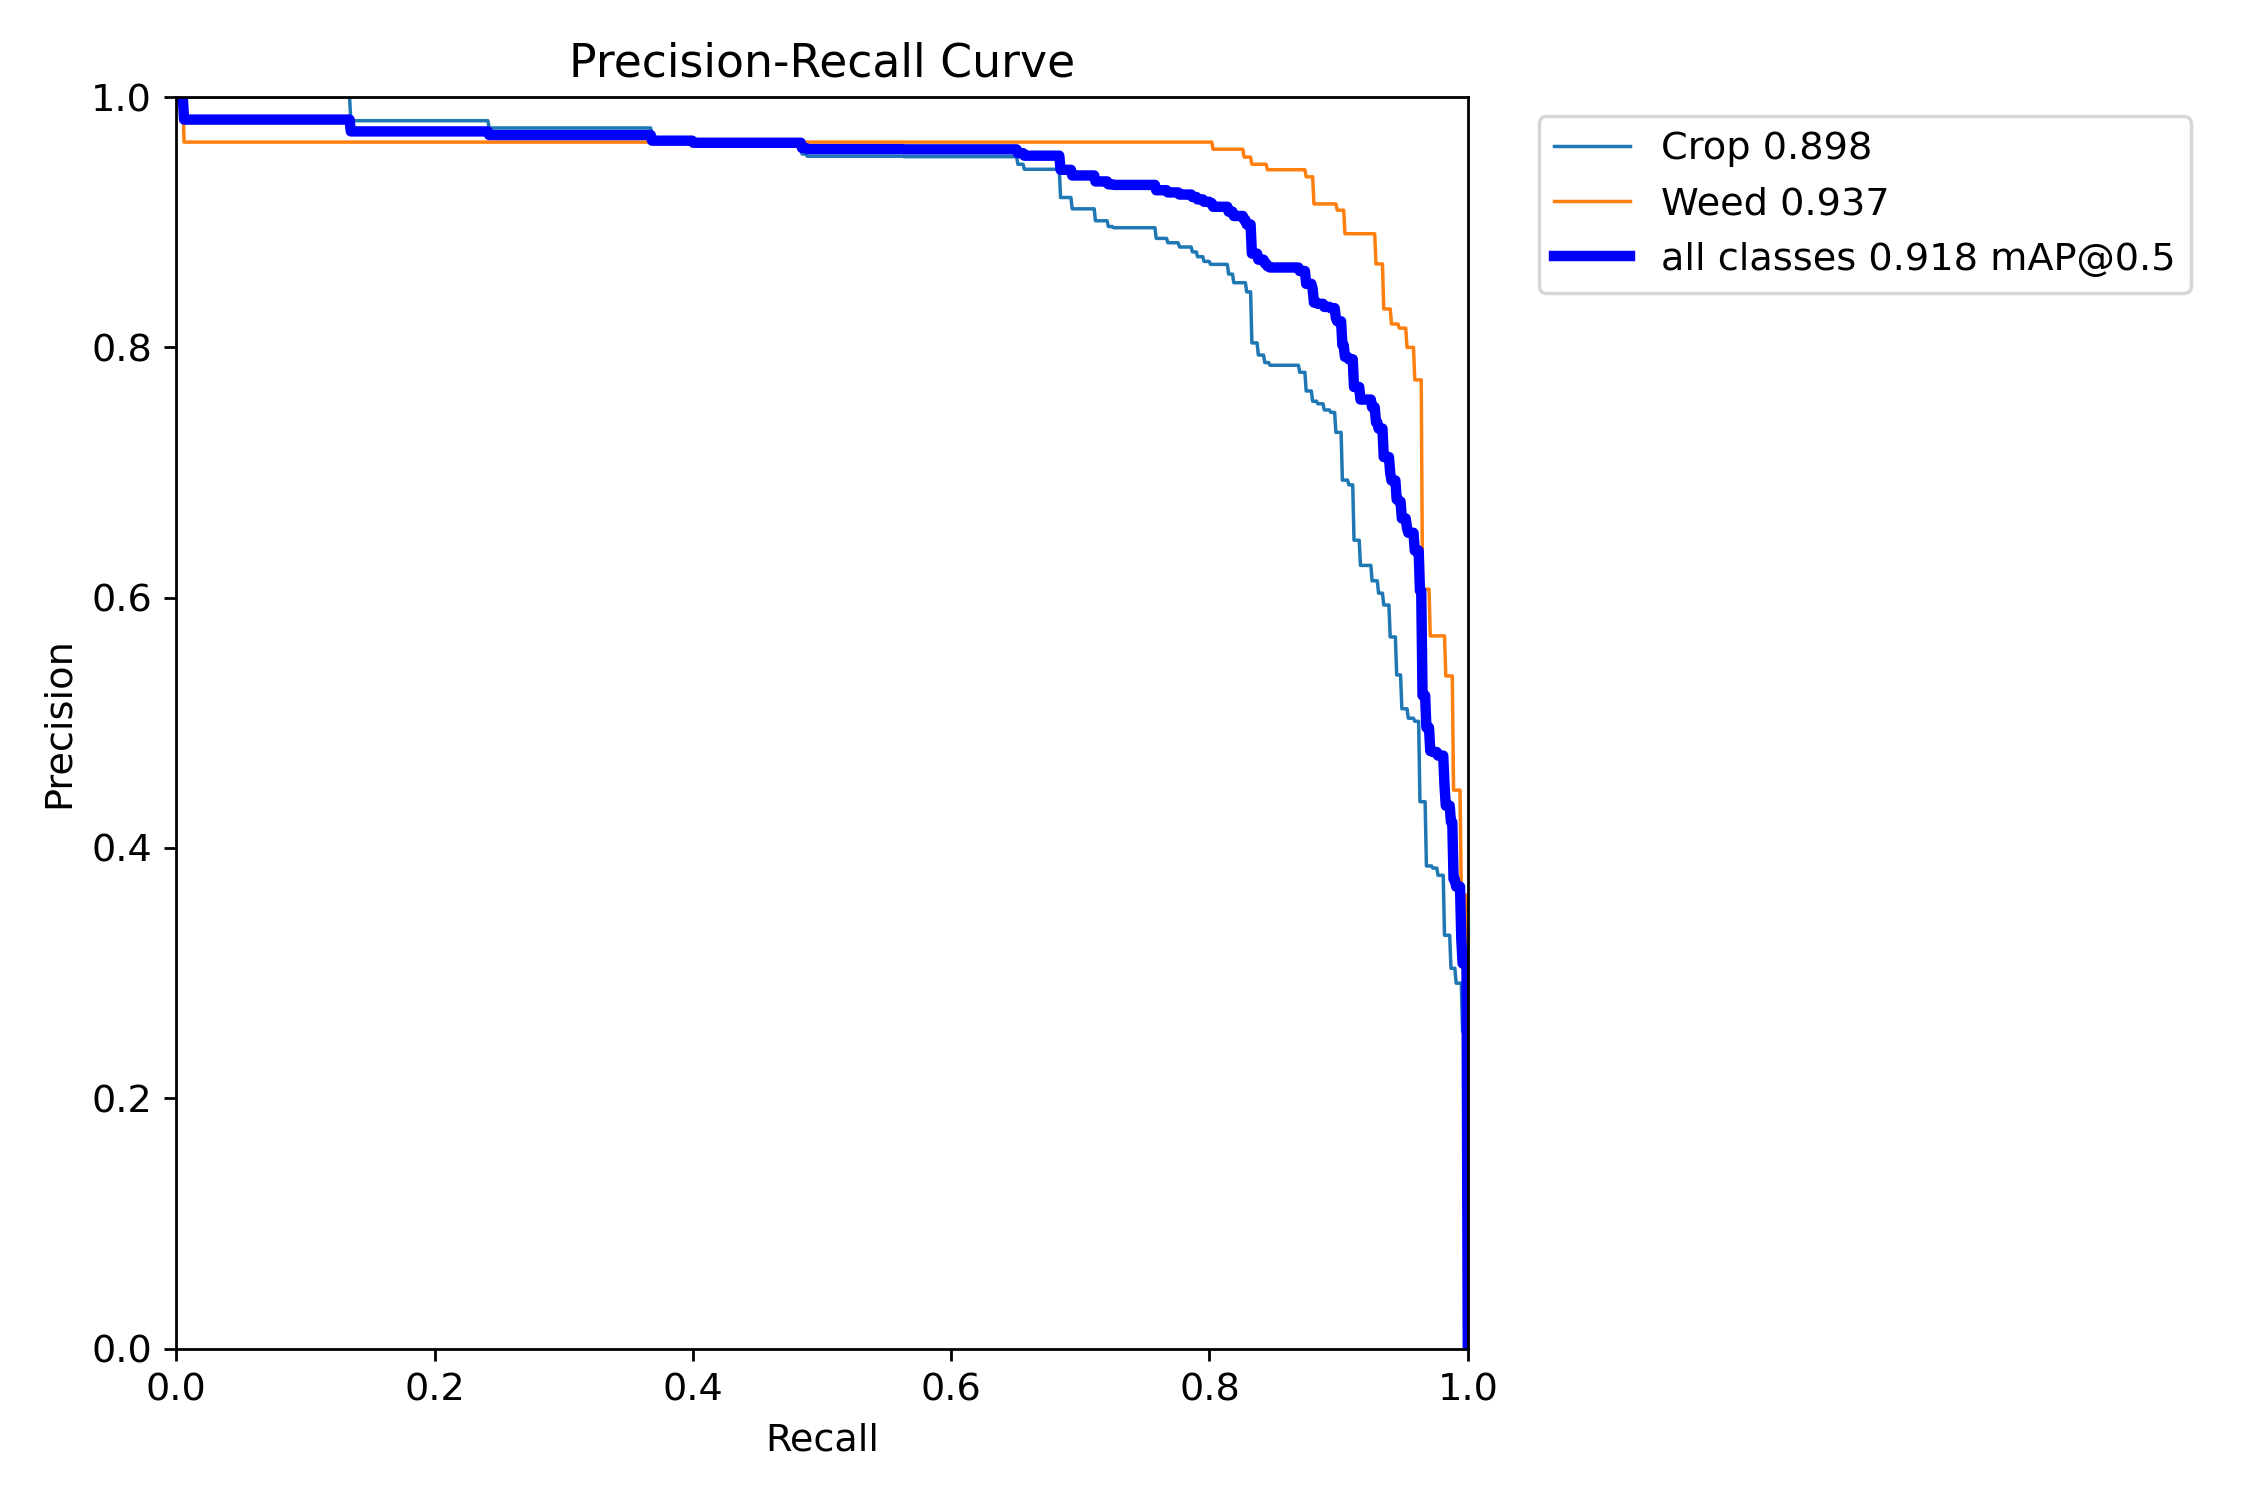 Precision-Recall Curve
1.0
0.8
0.6
0.4
0.2
0.0
Precision
0.0 0.2 0.4 0.6 0.8 1.0
Recall
Crop 0.898
Weed 0.937
all classes 0.918 mAP@0.5